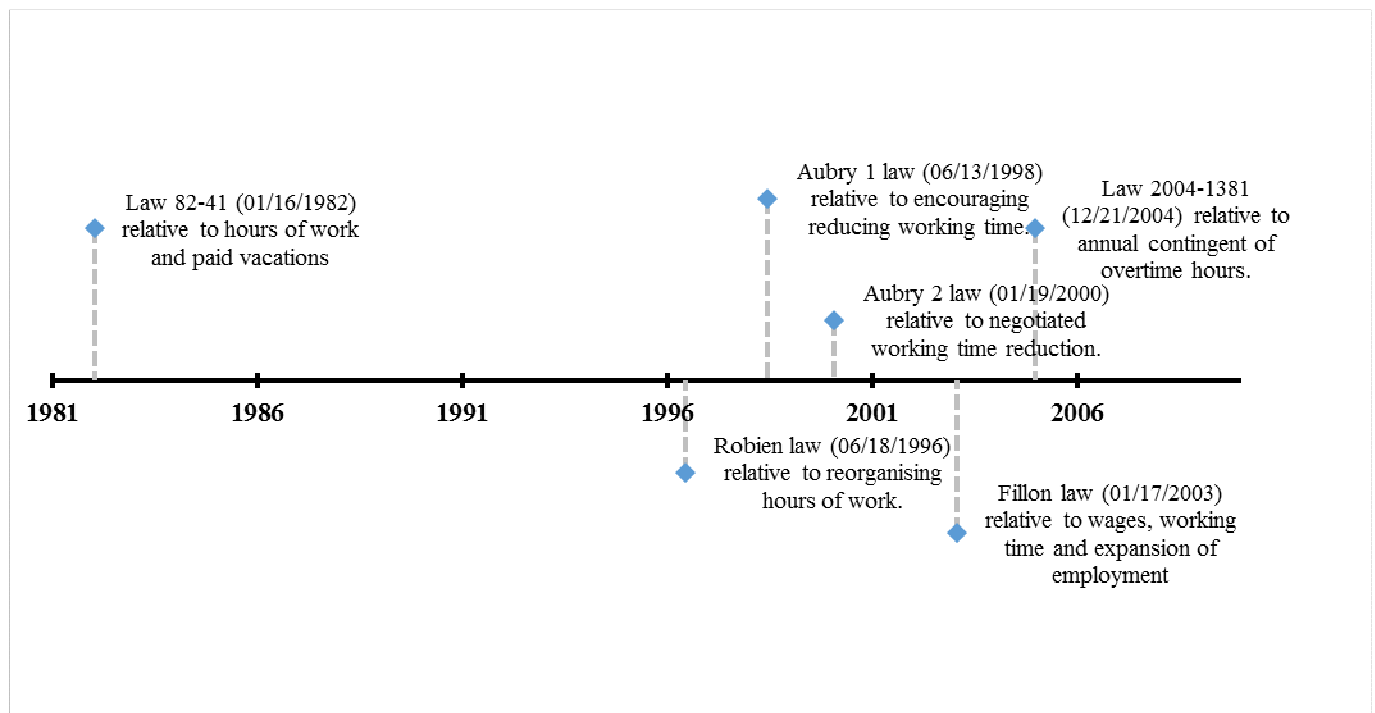 Law 82-41 (01/16/1982)
relative to hours of work
and paid vacations
Aubry 1 law (06/13/1998)
relative to encouraging
reducing working time.
Law 2004-1381
(12/21/2004) relative to
annual contingent of
overtime hours.
Aubry 2 law (01/19/2000)
relative to negotiated
working time reduction.
1981 1986 1991 1996 2001 2006
Robien law (06/18/1996)
relative to reorganising
hours of work.
Fillon law (01/17/2003)
relative to wages, working
time and expansion of
employment